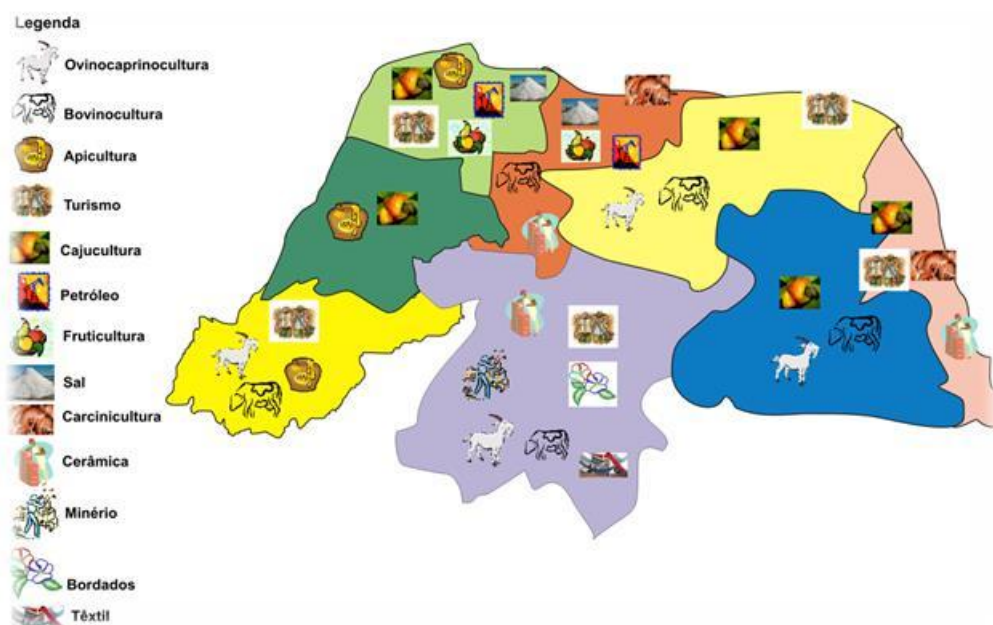 Legenda
Ovinocaprinocultura
Bovinocultura
Apicultura
Turismo
Cajucultura
Petróleo
Fruticultura
Sal
Carcinicultura
Cerâmica
Minério
Bordados
Têxtil